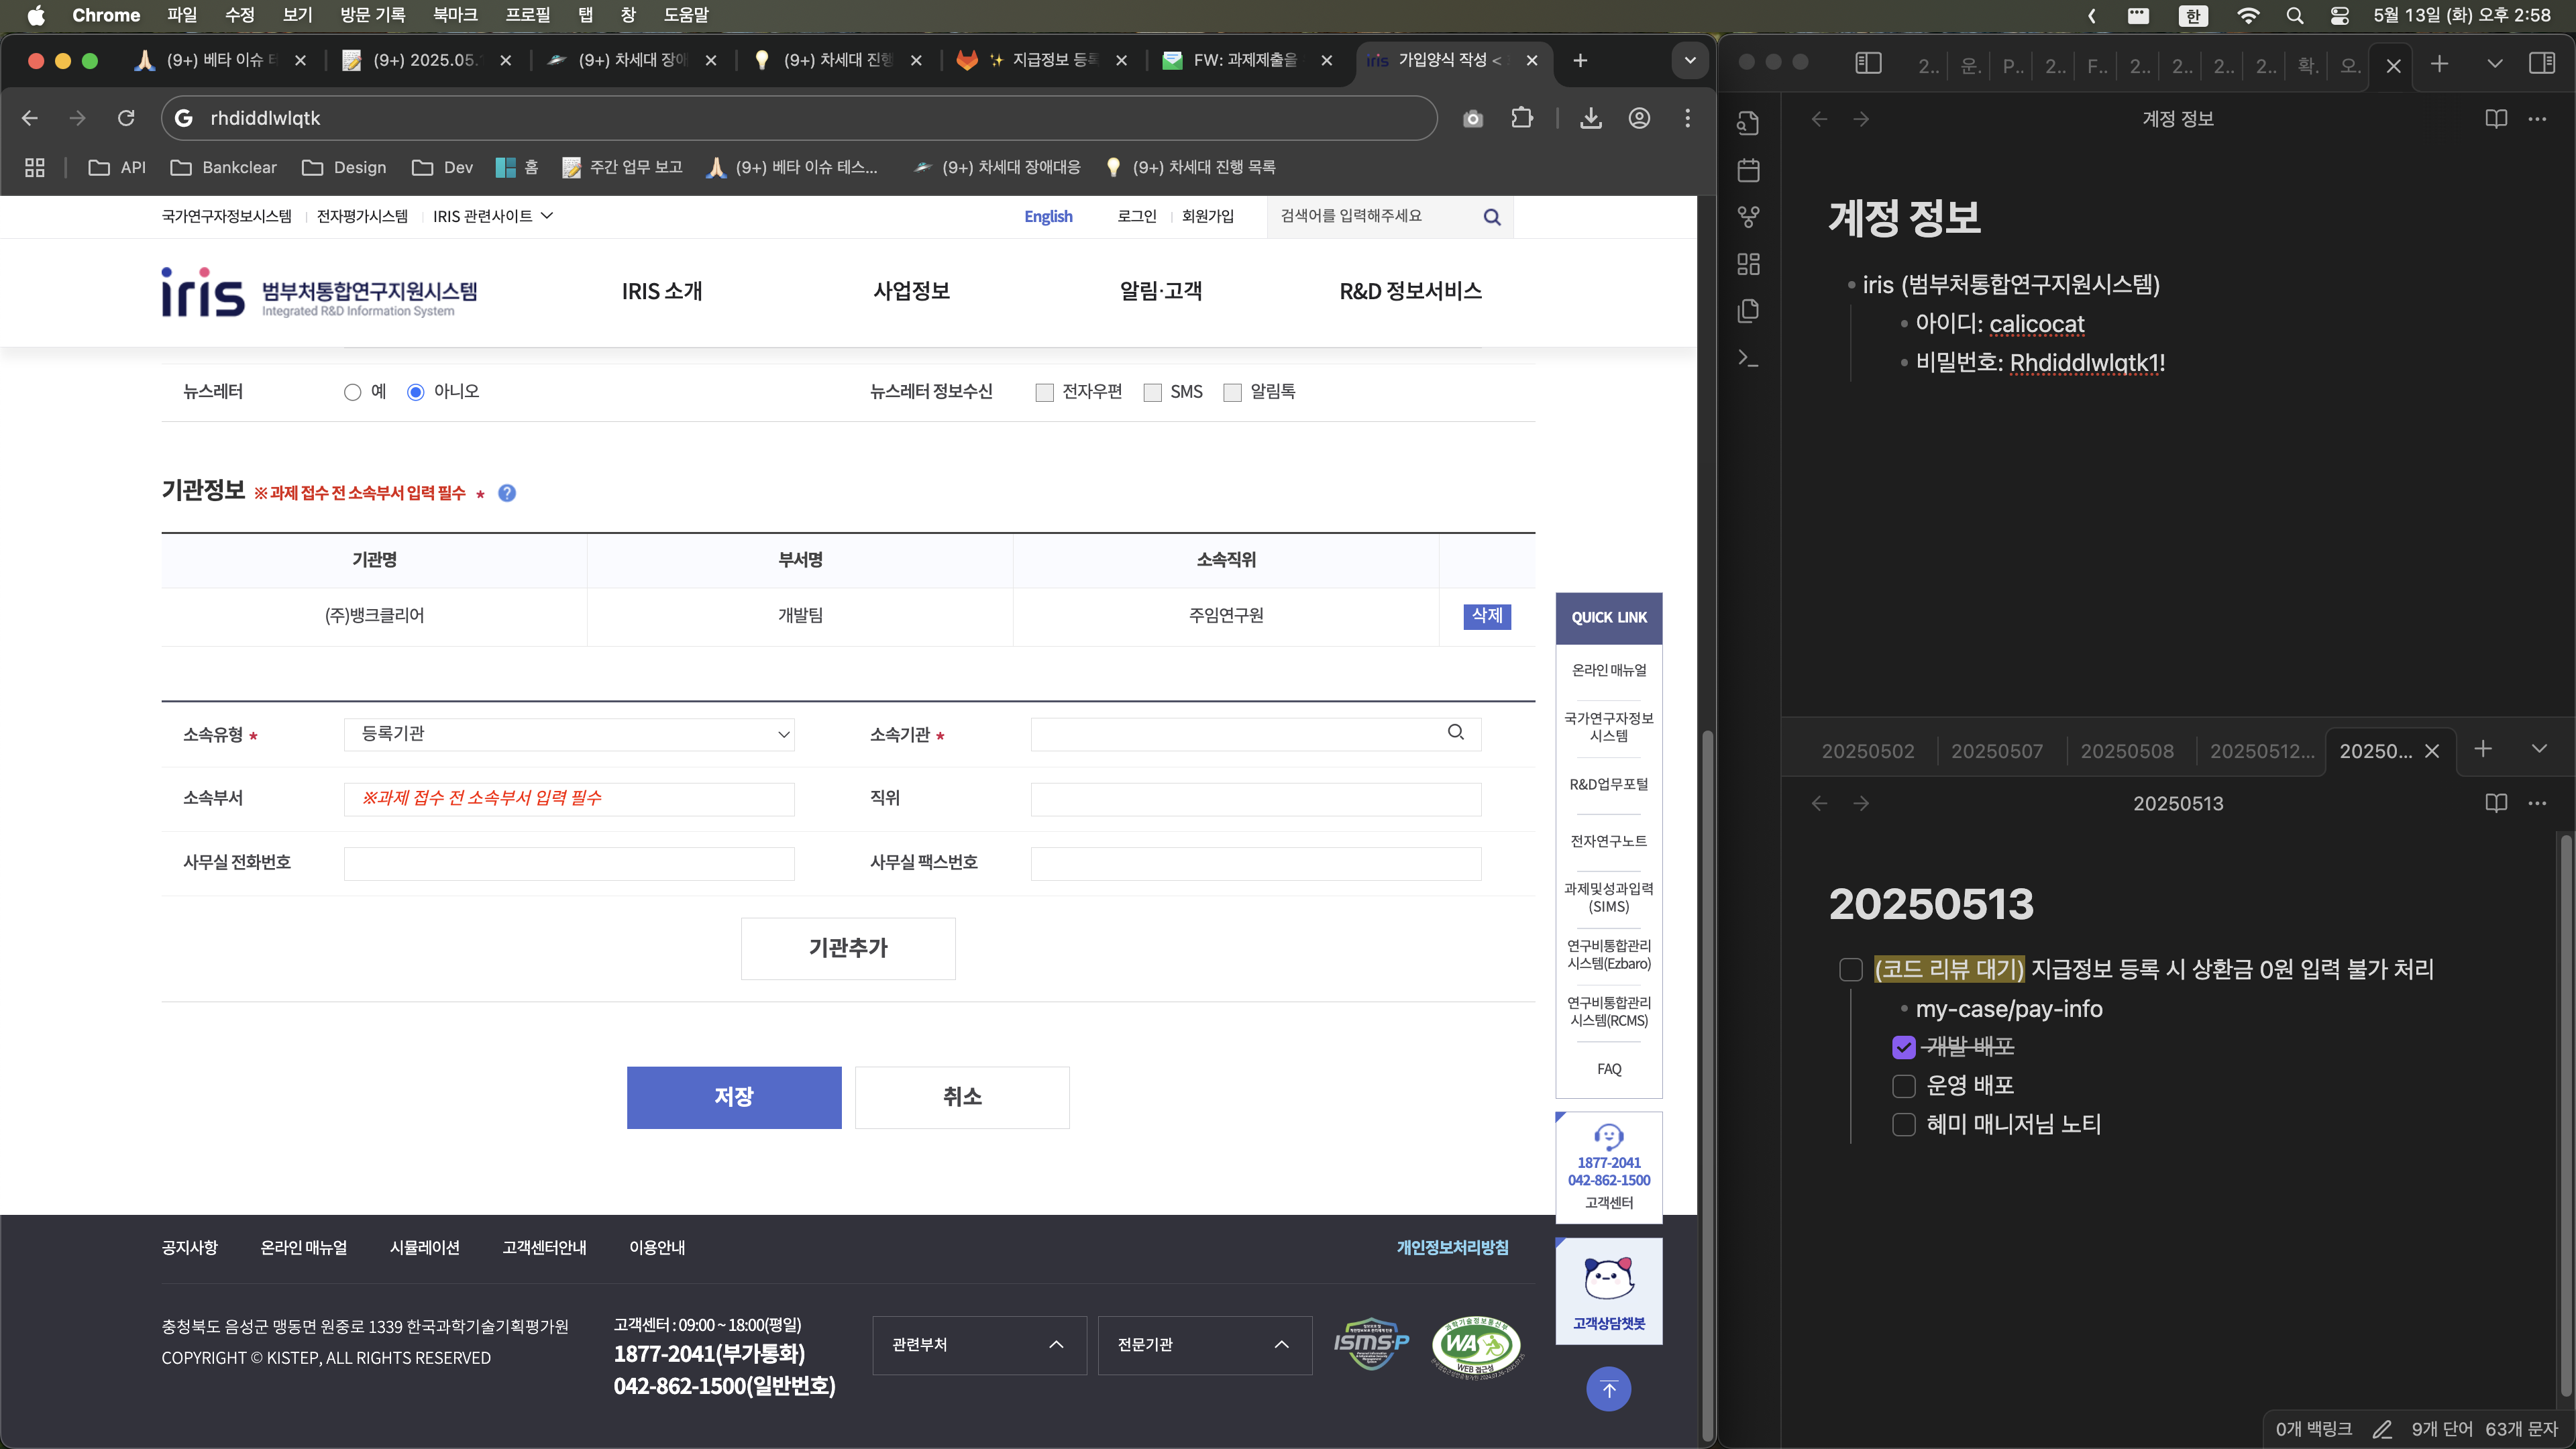 Chrome 파일 수정 보기 방문 기록 북마크 프로필 탭 창 도움말 한 5월 13일 (화) 오후 2:58
(9+) 베타 이슈 (9+) 2025.05. (9+) 차세대 장애 (9+) 차세대 진행 지급정보 등록 FW: 과제제출을 iris 가입양식 작성 <
rhdiddlwlqtk
API Bankclear Design Dev 홈 주간 업무 보고 (9+) 베타 이슈 테스... (9+) 차세대 장애대응 (9+) 차세대 진행 목록
국가연구자정보시스템 전자평가시스템 IRIS 관련사이트 English 로그인 회원가입 검색어를 입력해주세요
iris 범부처통합연구지원시스템
Integrated R&D Information System
IRIS 소개 사업정보 알림·고객 R&D 정보서비스
뉴스레터 예 아니오 뉴스레터 정보수신 전자우편 SMS 알림톡
기관정보 ※ 과제 접수 전 소속부서 입력 필수 * ?
기관명 부서명 소속직위
(주)뱅크클리어 개발팀 주임연구원 삭제
소속유형 * 등록기관 소속기관 *
소속부서 ※과제 접수 전 소속부서 입력 필수 직위
사무실 전화번호 사무실 팩스번호
기관추가
저장 취소
QUICK LINK
온라인 매뉴얼
국가연구자정보
시스템
R&D업무포털
전자연구노트
과제및성과입력
(SIMS)
연구비통합관리
시스템(Ezbaro)
연구비통합관리
시스템(RCMS)
FAQ
1877-2041
042-862-1500
고객센터
고객상담챗봇
공지사항 온라인 매뉴얼 시뮬레이션 고객센터안내 이용안내 개인정보처리방침
충청북도 음성군 맹동면 원중로 1339 한국과학기술기획평가원
COPYRIGHT © KISTEP, ALL RIGHTS RESERVED
고객센터 : 09:00 ~ 18:00(평일)
1877-2041(부가통화)
042-862-1500(일반번호)
관련부처 전문기관
ISMS-P
과학기술정보통신부
WA
WEB 접근성
2.. 운. P.. 2.. F.. 2.. 2.. 2.. 2.. 확. 오.
계정 정보
계정 정보
iris (범부처통합연구지원시스템)
아이디: calicocat
비밀번호: Rhdiddlwlqtk1!
20250502 20250507 20250508 20250512... 20250...
20250513
20250513
(코드 리뷰 대기) 지급정보 등록 시 상환금 0원 입력 불가 처리
my-case/pay-info
개발 배포
운영 배포
혜미 매니저님 노티
0개 백링크 9개 단어 63개 문자